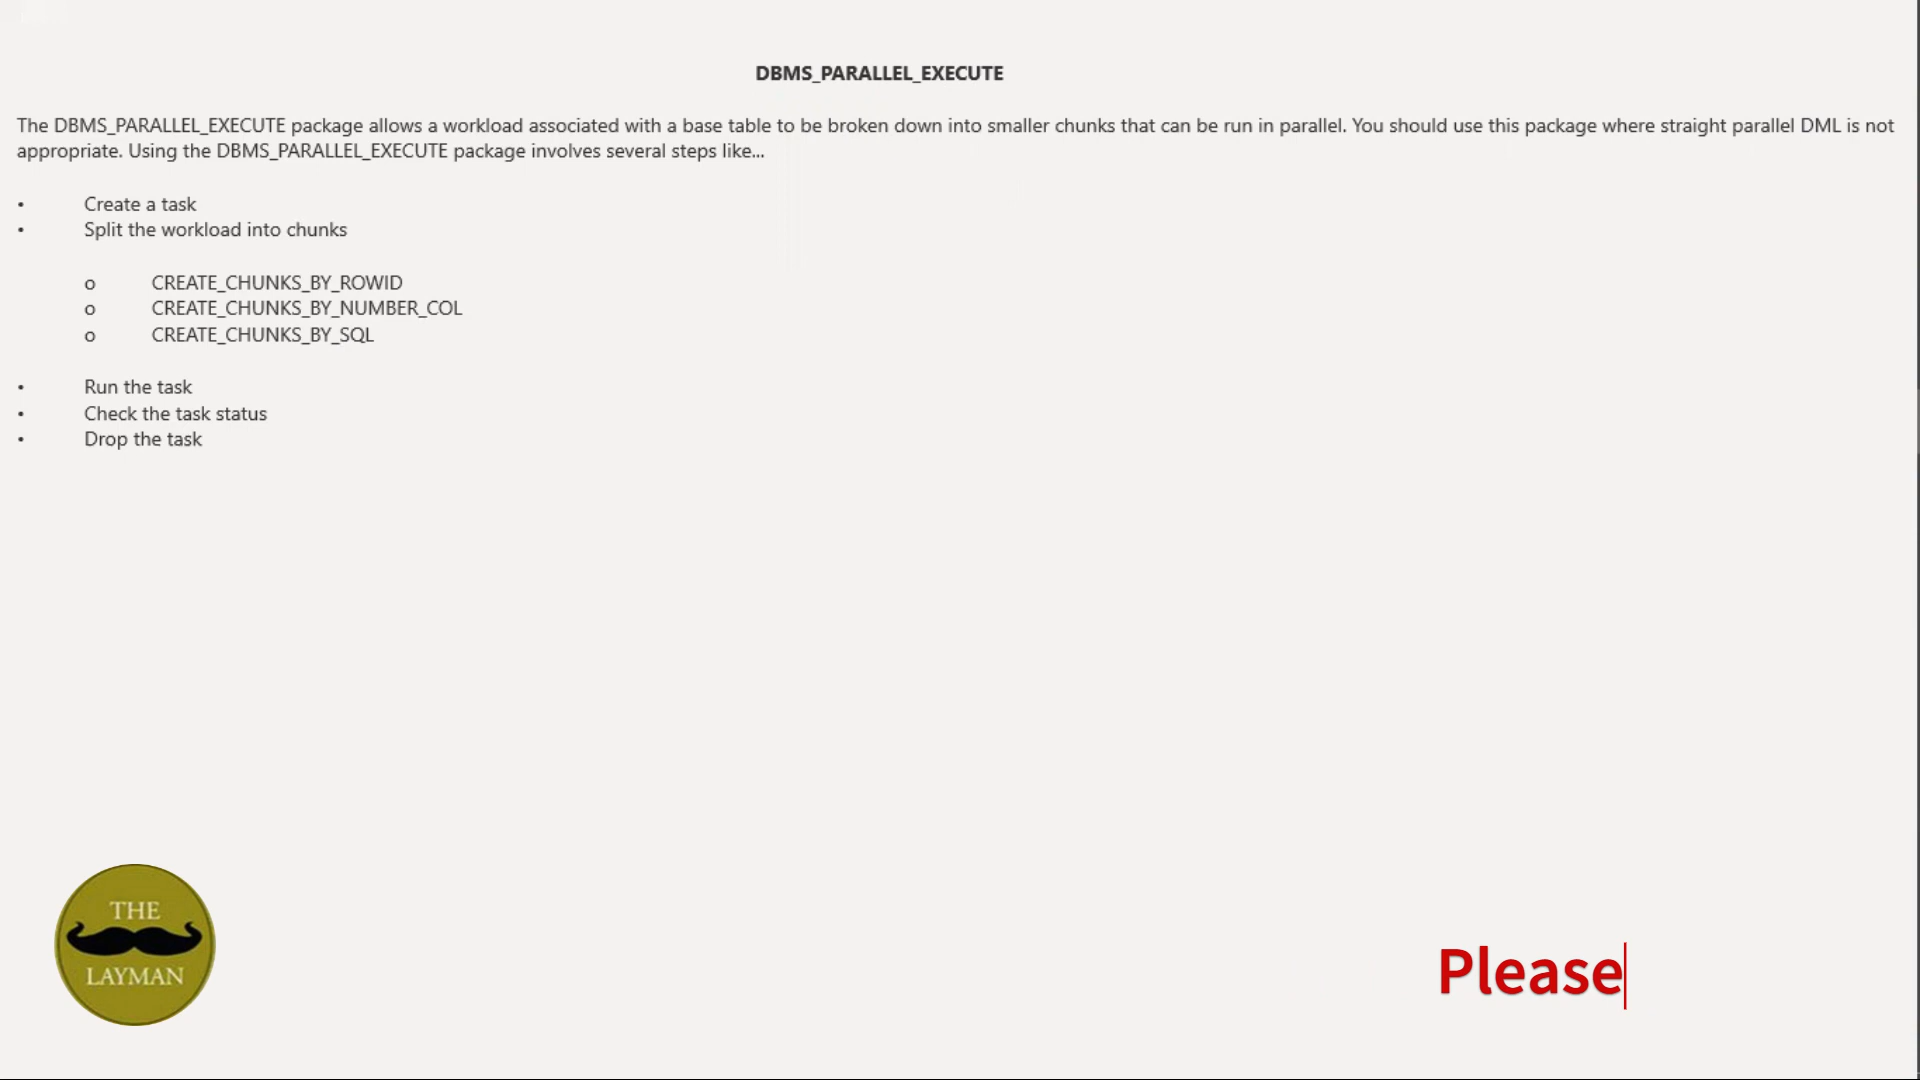 DBMS_PARALLEL_EXECUTE
The DBMS_PARALLEL_EXECUTE package allows a workload associated with a base table to be broken down into smaller chunks that can be run in parallel. You should use this package where straight parallel DML is not
appropriate. Using the DBMS_PARALLEL_EXECUTE package involves several steps like...
• Create a task
• Split the workload into chunks
o CREATE_CHUNKS_BY_ROWID
o CREATE_CHUNKS_BY_NUMBER_COL
o CREATE_CHUNKS_BY_SQL
• Run the task
• Check the task status
• Drop the task
THE
LAYMAN
Please